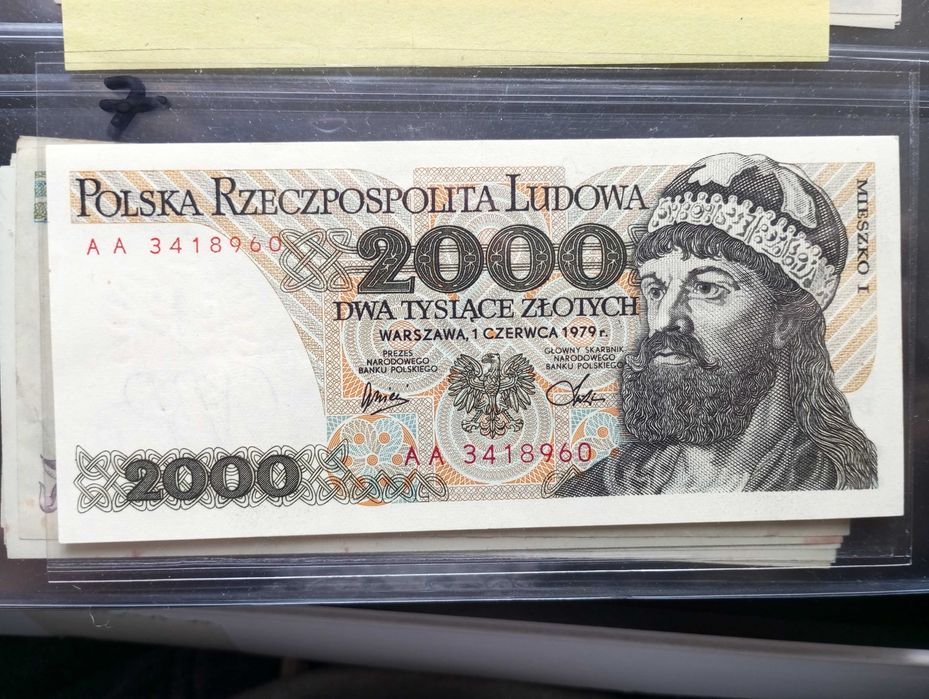 7.
POLSKA RZECZPOSPOLITA LUDOWA
AA 3418960
2000
DWA TYSIĄCE ZŁOTYCH
WARSZAWA, 1 CZERWCA 1979 r.
PREZES
NARODOWEGO
BANKU POLSKIEGO
GŁÓWNY SKARBNIK
NARODOWEGO
BANKU POLSKIEGO
AA 3418960
2000
MIESZKO I